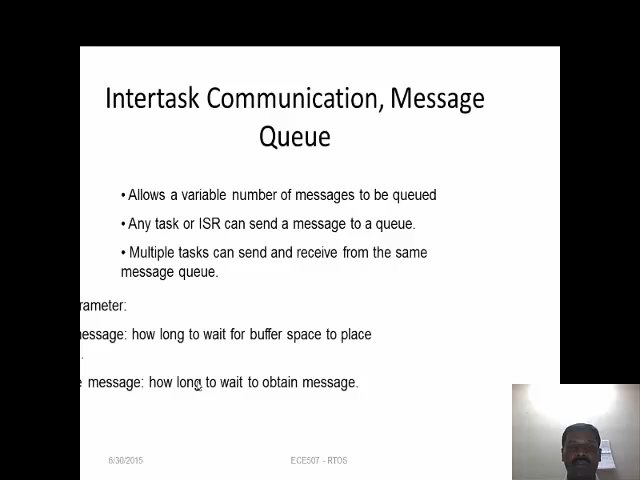 Intertask Communication, Message
Queue
• Allows a variable number of messages to be queued
• Any task or ISR can send a message to a queue.
• Multiple tasks can send and receive from the same
message queue.
rameter:
essage: how long to wait for buffer space to place
.
e message: how long to wait to obtain message.
6/30/2015 ECE507 - RTOS